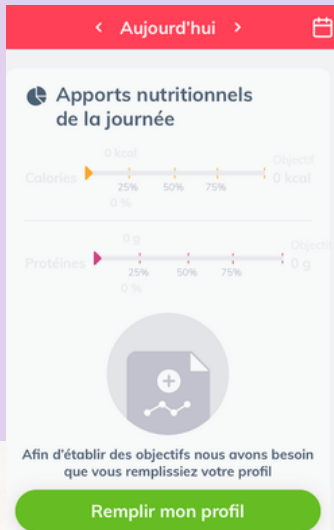 < Aujourd'hui >
Apports nutritionnels
de la journée
0 kcal
Objectif
Calories
0 kcal
25% 50% 75%
0 %
0 g
Objectif
Protéines
0 g
25% 50% 75%
0 %
Afin d'établir des objectifs nous avons besoin
que vous remplissiez votre profil
Remplir mon profil